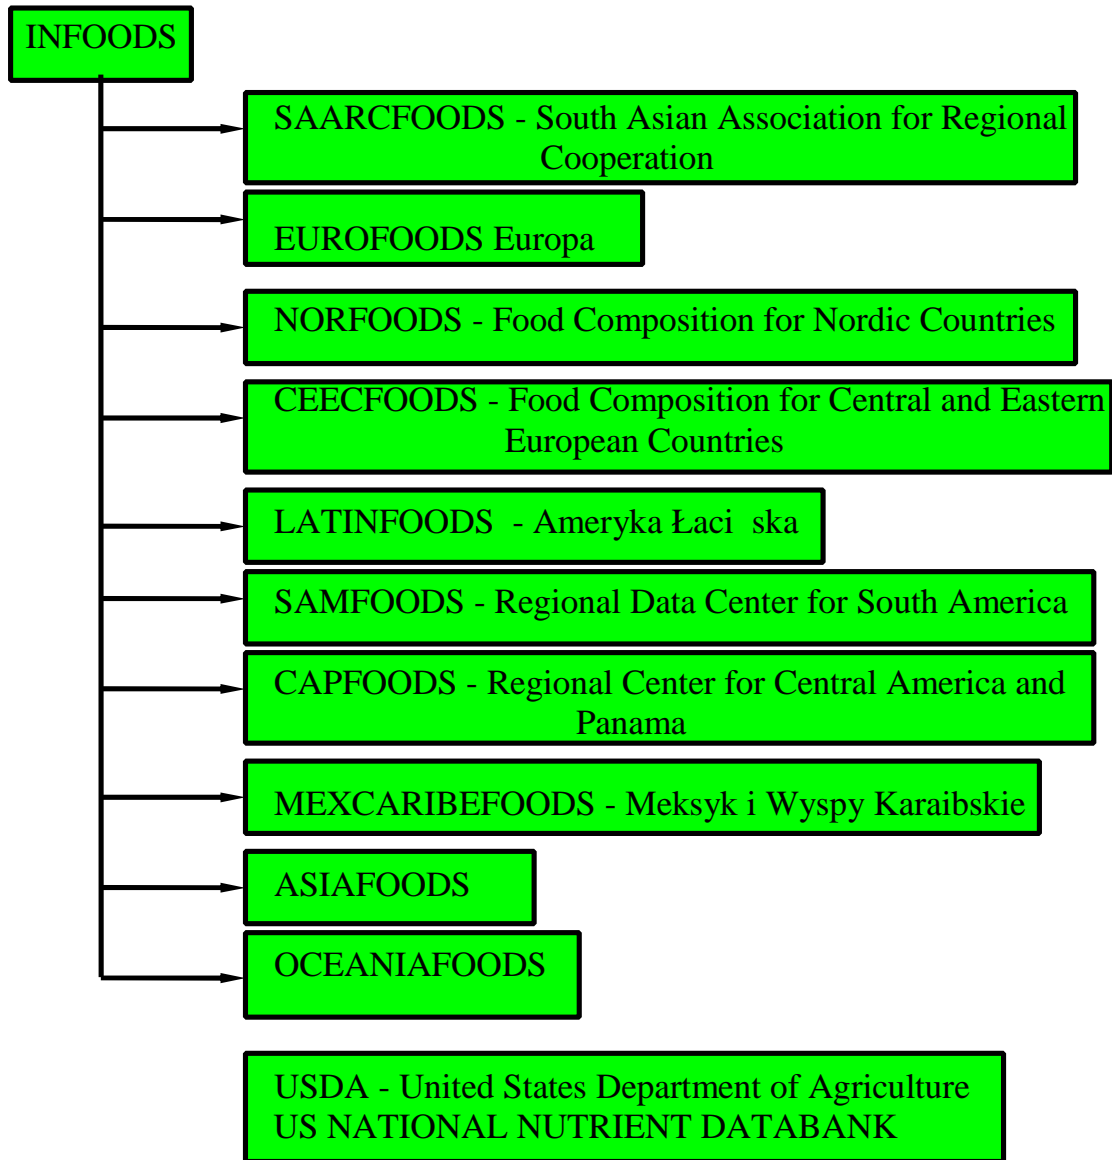 INFOODS
SAARCFOODS - South Asian Association for Regional
Cooperation
EUROFOODS Europa
NORFOODS - Food Composition for Nordic Countries
CEECFOODS - Food Composition for Central and Eastern
European Countries
LATINFOODS - Ameryka Łaci ska
SAMFOODS - Regional Data Center for South America
CAPFOODS - Regional Center for Central America and
Panama
MEXCARIBEFOODS - Meksyk i Wyspy Karaibskie
ASIAFOODS
OCEANIAFOODS
USDA - United States Department of Agriculture
US NATIONAL NUTRIENT DATABANK